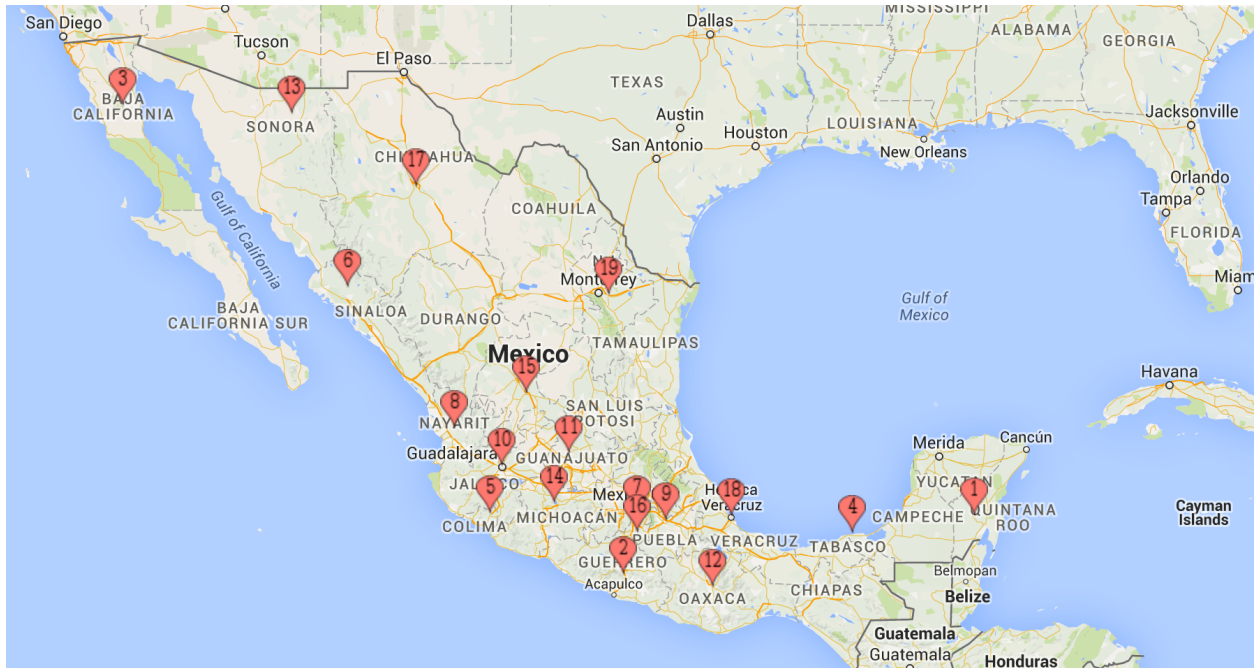 MISSISSIPPI
San Diego
Dallas
ALABAMA
GEORGIA
Tucson
El Paso
3
TEXAS
13
BAJA
CALIFORNIA
Jacksonville
SONORA
Austin
LOUISIANA
Houston
San Antonio
New Orleans
17
Orlando
Tampa
COAHUILA
FLORIDA
Gulf of California
6
19
Monterrey
Gulf of
Mexico
BAJA
CALIFORNIA SUR
SINALOA
DURANGO
TAMAULIPAS
Mexico
15
Havana
8
SAN LUIS
POTOSI
NAYARIT
11
10
Merida
Cancún
Guadalajara
GUANAJUATO
14
YUCATAN
5
JALISCO
7
9
18
1
Veracruz
4
QUINTANA
ROO
CAMPECHE
Cayman
Islands
16
MICHOACÁN
COLIMA
PUEBLA
VERACRUZ
TABASCO
2
GUERRERO
12
Belmopan
Acapulco
CHIAPAS
OAXACA
Belize
Guatemala
Guatemala
Honduras